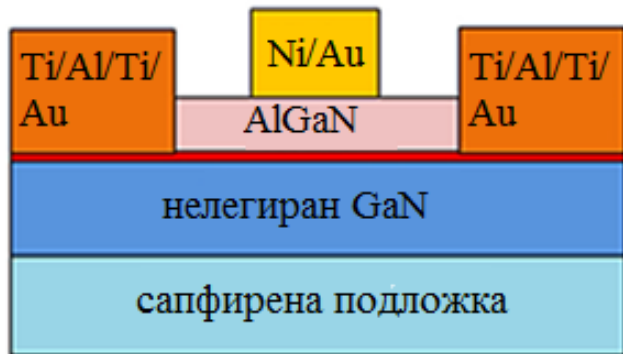 Ti/Al/Ti/
Au
Ni/Au
Ti/Al/Ti/
Au
AlGaN
нелегиран GaN
сапфирена подложка